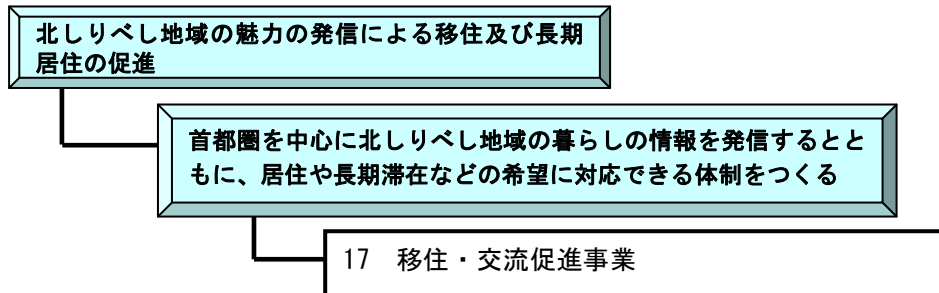 北しりべし地域の魅力の発信による移住及び長期
居住の促進
首都圏を中心に北しりべし地域の暮らしの情報を発信するとと
もに、居住や長期滞在などの希望に対応できる体制をつくる
17　移住・交流促進事業